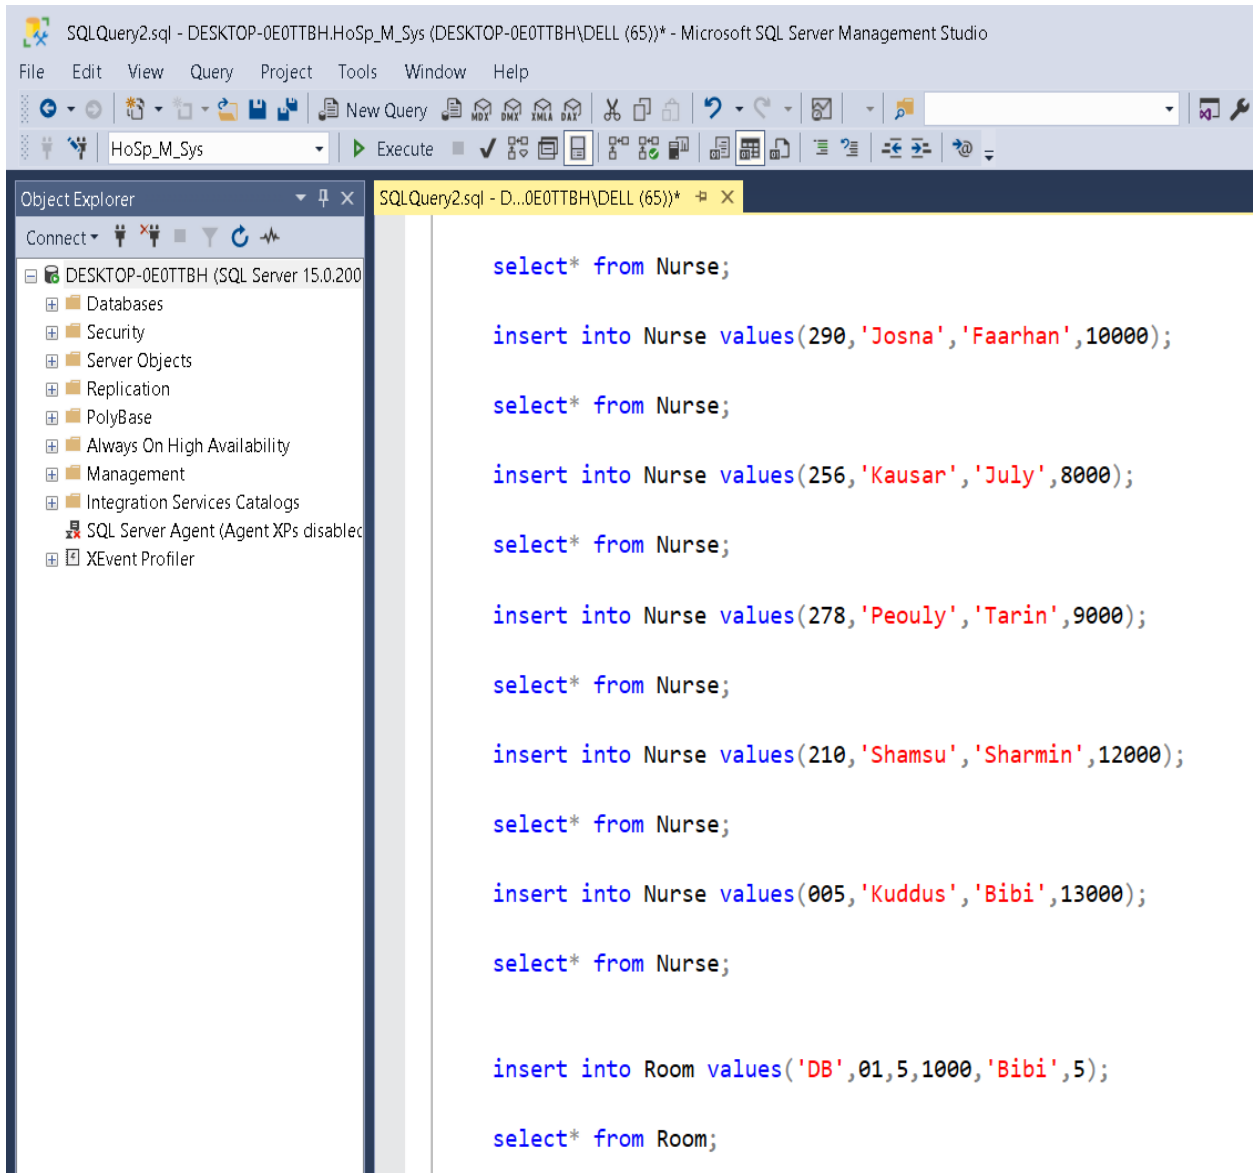 SQLQuery2.sql - DESKTOP-0E0TTBH.HoSp_M_Sys (DESKTOP-0E0TTBH\DELL (65))* - Microsoft SQL Server Management Studio
File Edit View Query Project Tools Window Help
New Query MDX DMX XMLA DAX
HoSp_M_Sys Execute
Object Explorer
SQLQuery2.sql - D...0E0TTBH\DELL (65))*
Connect
DESKTOP-0E0TTBH (SQL Server 15.0.200
Databases
Security
Server Objects
Replication
PolyBase
Always On High Availability
Management
Integration Services Catalogs
SQL Server Agent (Agent XPs disabled
XEvent Profiler
select* from Nurse;
insert into Nurse values(290,'Josna','Faarhan',10000);
select* from Nurse;
insert into Nurse values(256,'Kausar','July',8000);
select* from Nurse;
insert into Nurse values(278,'Peouly','Tarin',9000);
select* from Nurse;
insert into Nurse values(210,'Shamsu','Sharmin',12000);
select* from Nurse;
insert into Nurse values(005,'Kuddus','Bibi',13000);
select* from Nurse;
insert into Room values('DB',01,5,1000,'Bibi',5);
select* from Room;